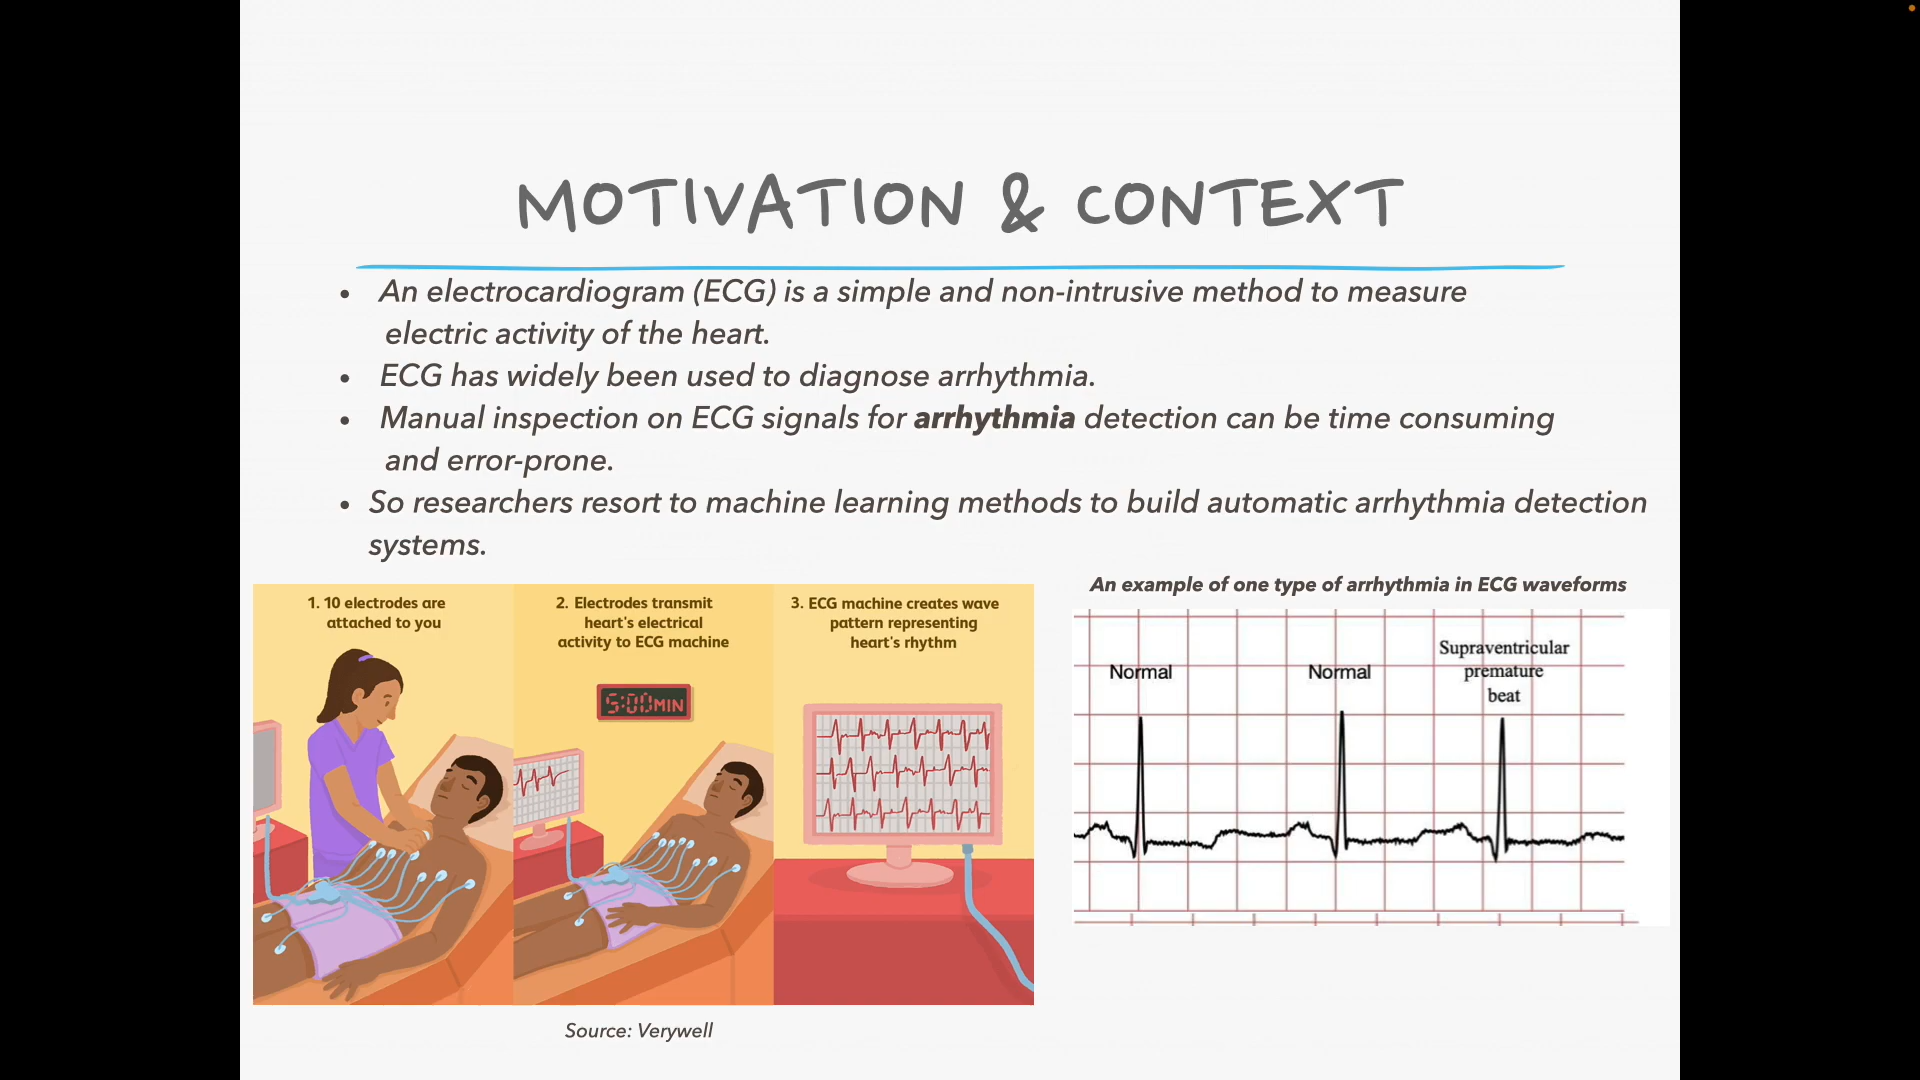 MOTIVATION & CONTEXT
• An electrocardiogram (ECG) is a simple and non-intrusive method to measure
electric activity of the heart.
• ECG has widely been used to diagnose arrhythmia.
• Manual inspection on ECG signals for arrhythmia detection can be time consuming
and error-prone.
• So researchers resort to machine learning methods to build automatic arrhythmia detection
systems.
1. 10 electrodes are
attached to you
2. Electrodes transmit
heart's electrical
activity to ECG machine
5:00 MIN
3. ECG machine creates wave
pattern representing
heart's rhythm
Source: Verywell
An example of one type of arrhythmia in ECG waveforms
Normal
Normal
Supraventricular
premature
beat